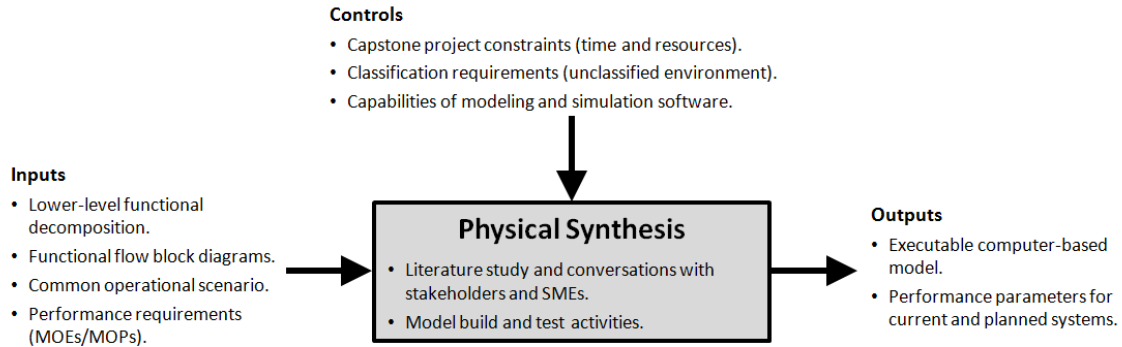 Controls
• Capstone project constraints (time and resources).
• Classification requirements (unclassified environment).
• Capabilities of modeling and simulation software.
Inputs
• Lower-level functional
decomposition.
• Functional flow block diagrams.
• Common operational scenario.
• Performance requirements
(MOEs/MOPs).
Physical Synthesis
• Literature study and conversations with
stakeholders and SMEs.
• Model build and test activities.
Outputs
• Executable computer-based
model.
• Performance parameters for
current and planned systems.